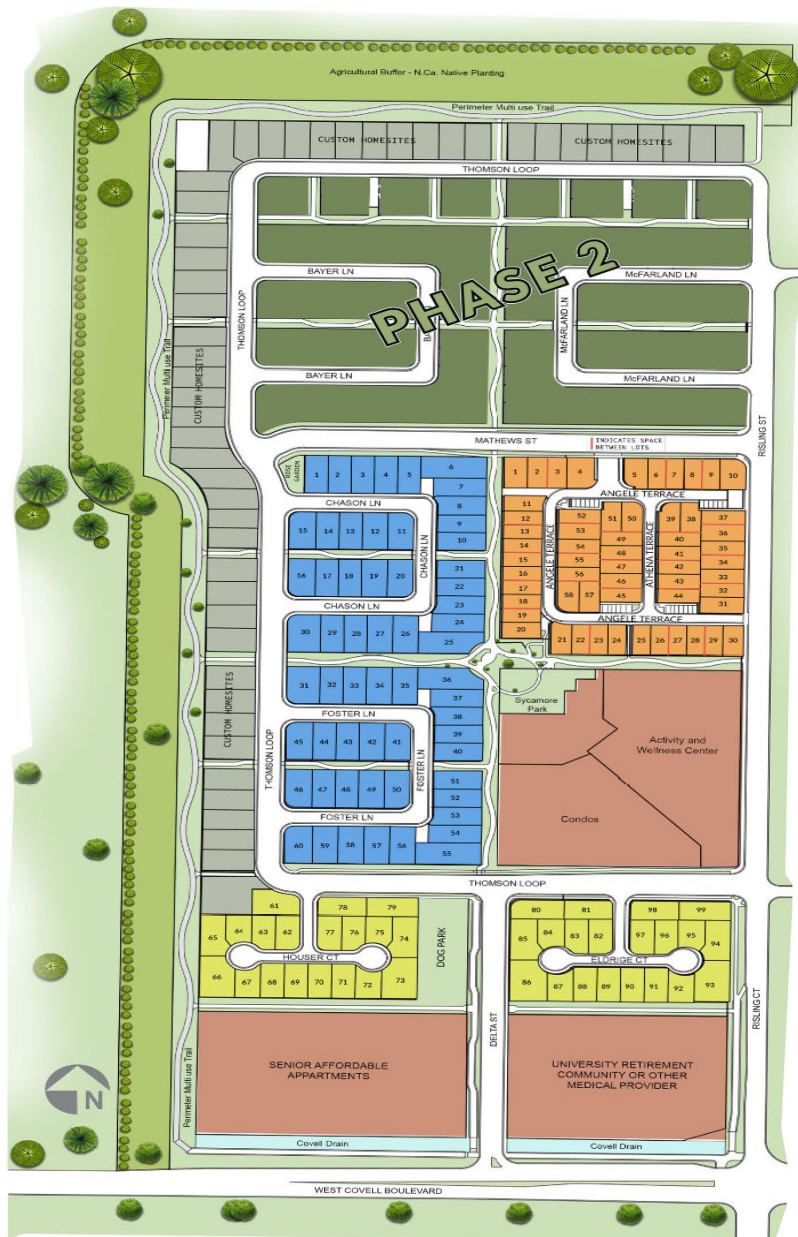 Agricultural Buffer - N.Ca. Native Planting
Perimeter Multi use Trail
CUSTOM HOMESITES
CUSTOM HOMESITES
THOMSON LOOP
PHASE 2
BAYER LN
McFARLAND LN
THOMSON LOOP
McFARLAND LN
BAYER LN
McFARLAND LN
Perimeter Multi use Trail
CUSTOM HOMESITES
MATHEWS ST
INDICATES SPACE
BETWEEN LOTS
RISLING ST
ROSE
GARDEN
1 2 3 4 5 6
7
8
9
10
CHASON LN
15 14 13 12 11
CHASON LN
16 17 18 19 20
21
22
23
24
25
CHASON LN
30 29 28 27 26
1 2 3 4 5 6 7 8 9 10
ANGELE TERRACE
11
12
13
14
15
16
17
18
19
20
ANGELE TERRACE
52
53
54
55
56
58 57
51 50
49
48
47
46
45
ATHENA TERRACE
39 38
40
41
42
43
44
37
36
35
34
33
32
31
ANGELE TERRACE
21 22 23 24 25 26 27 28 29 30
31 32 33 34 35 36
37
38
39
40
FOSTER LN
45 44 43 42 41
FOSTER LN
46 47 48 49 50
51
52
53
54
55
FOSTER LN
60 59 58 57 56
CUSTOM HOMESITES
THOMSON LOOP
Sycamore
Park
Activity and
Wellness Center
Condos
THOMSON LOOP
61
65 64 63 62
66 67 68 69 70 71 72 73
78 79
77 76 75 74
HOUSER CT
DOG PARK
80 81
85 84 83 82
86 87 88 89 90 91 92 93
98 99
97 96 95 94
ELDRIGE CT
DELTA ST
RISLING CT
SENIOR AFFORDABLE
APPARTMENTS
UNIVERSITY RETIREMENT
COMMUNITY OR OTHER
MEDICAL PROVIDER
Perimeter Multi use Trail
N
Covell Drain
Covell Drain
WEST COVELL BOULEVARD